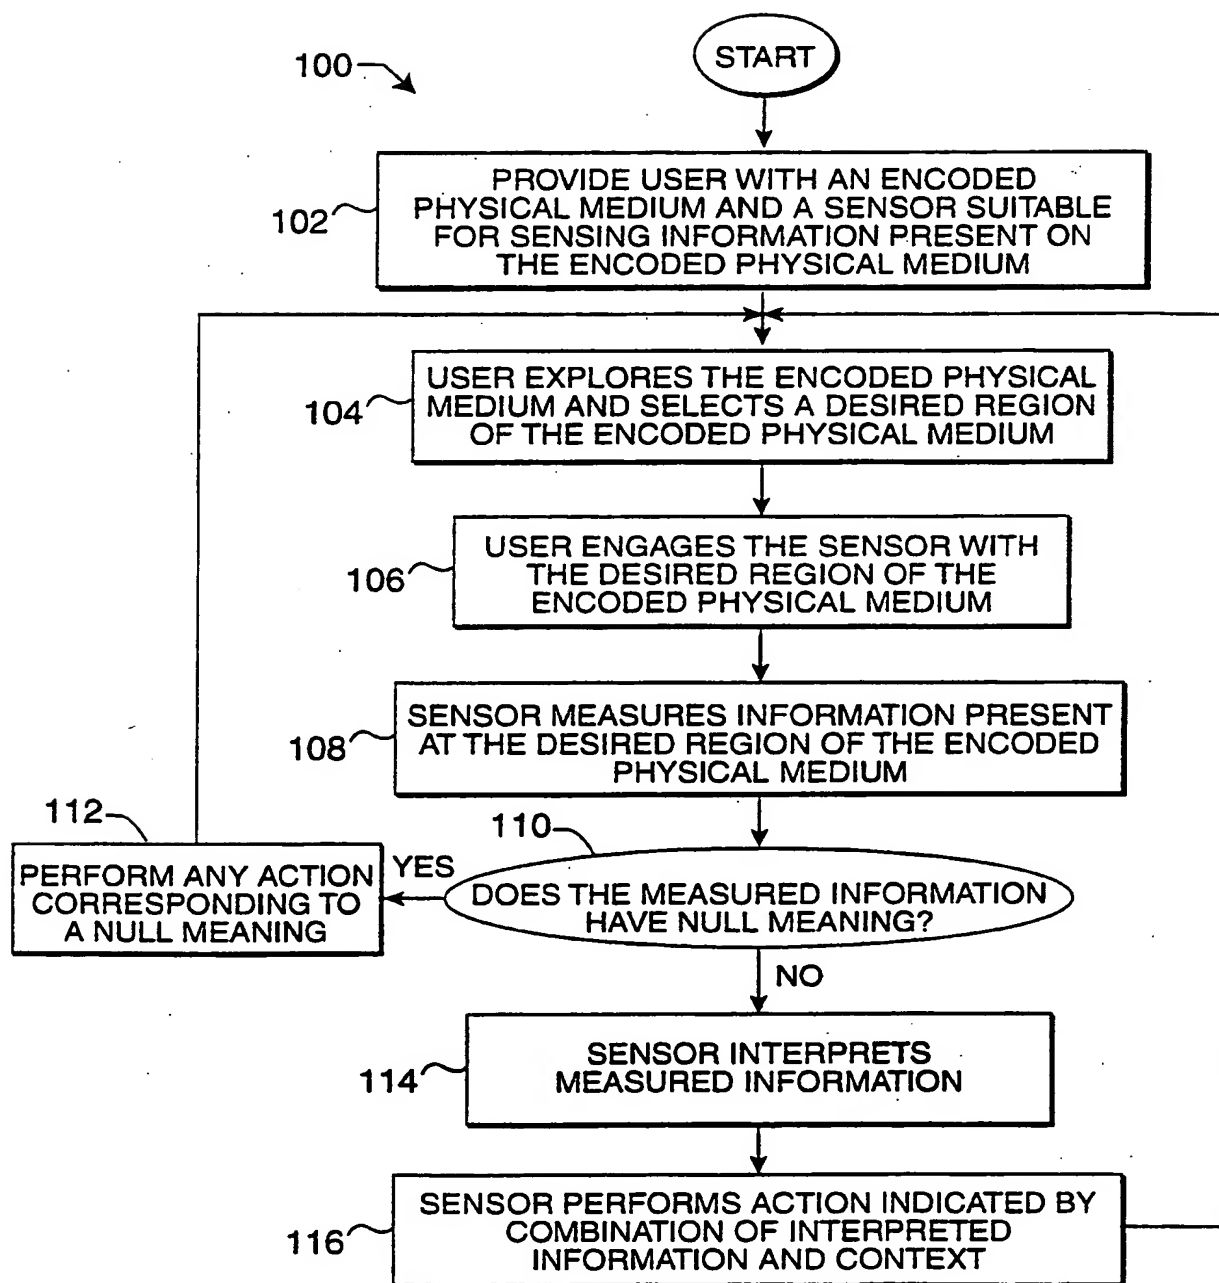 START
100
PROVIDE USER WITH AN ENCODED
PHYSICAL MEDIUM AND A SENSOR SUITABLE
FOR SENSING INFORMATION PRESENT ON
THE ENCODED PHYSICAL MEDIUM
102
USER EXPLORES THE ENCODED PHYSICAL
MEDIUM AND SELECTS A DESIRED REGION
OF THE ENCODED PHYSICAL MEDIUM
104
USER ENGAGES THE SENSOR WITH
THE DESIRED REGION OF THE
ENCODED PHYSICAL MEDIUM
106
SENSOR MEASURES INFORMATION PRESENT
AT THE DESIRED REGION OF THE ENCODED
PHYSICAL MEDIUM
108
112
110
PERFORM ANY ACTION
CORRESPONDING TO
A NULL MEANING
YES
DOES THE MEASURED INFORMATION
HAVE NULL MEANING?
NO
SENSOR INTERPRETS
MEASURED INFORMATION
114
SENSOR PERFORMS ACTION INDICATED BY
COMBINATION OF INTERPRETED
INFORMATION AND CONTEXT
116